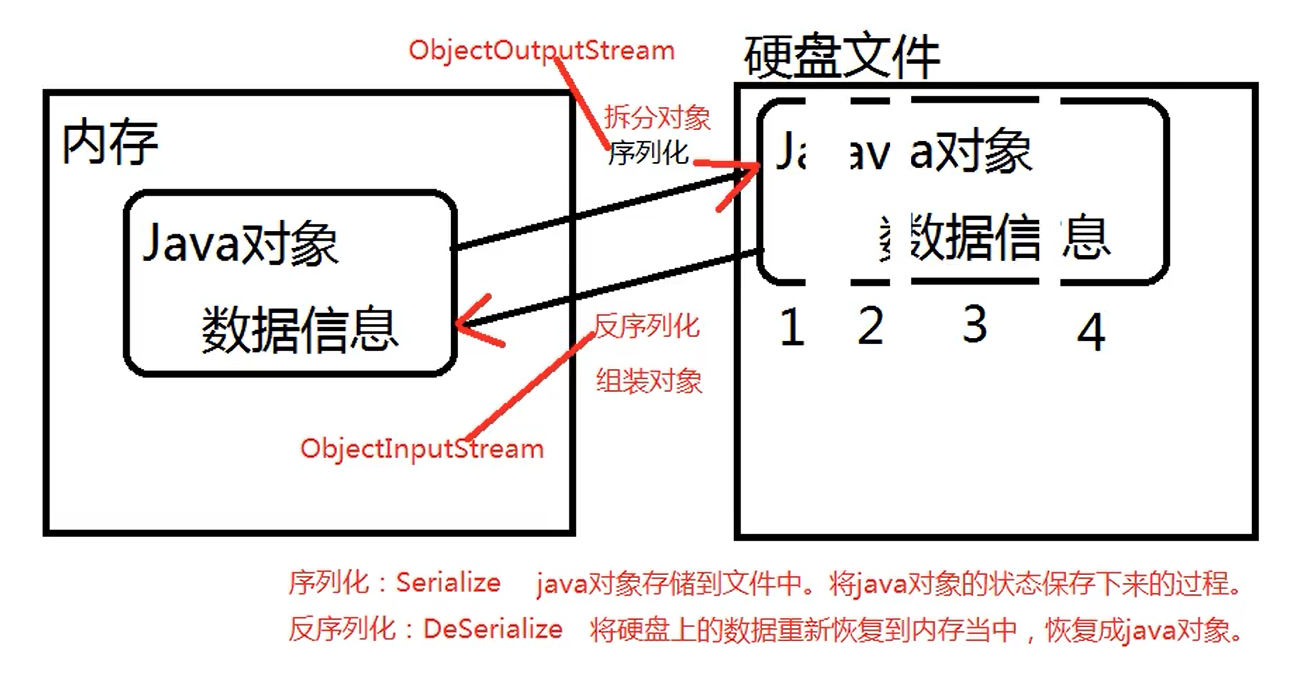 ObjectOutputStream
硬盘文件
内存
拆分对象
序列化
Java对象
数据信息
Ja av a对象
数据信 息
1 2 3 4
反序列化
组装对象
ObjectInputStream
序列化：Serialize java对象存储到文件中。将java对象的状态保存下来的过程。
反序列化：DeSerialize 将硬盘上的数据重新恢复到内存当中，恢复成java对象。